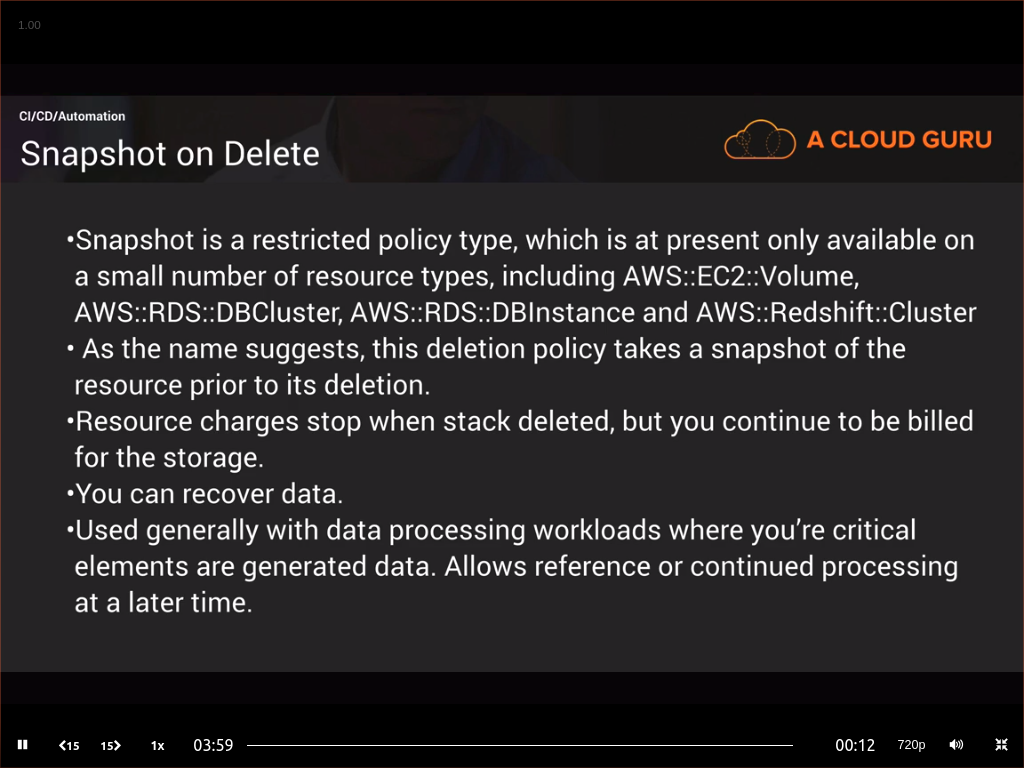 1.00
CI/CD/Automation
Snapshot on Delete
A CLOUD GURU
•Snapshot is a restricted policy type, which is at present only available on
a small number of resource types, including AWS::EC2::Volume,
AWS::RDS::DBCluster, AWS::RDS::DBInstance and AWS::Redshift::Cluster
• As the name suggests, this deletion policy takes a snapshot of the
resource prior to its deletion.
•Resource charges stop when stack deleted, but you continue to be billed
for the storage.
•You can recover data.
•Used generally with data processing workloads where you’re critical
elements are generated data. Allows reference or continued processing
at a later time.
15 15 1x 03:59 00:12 720p